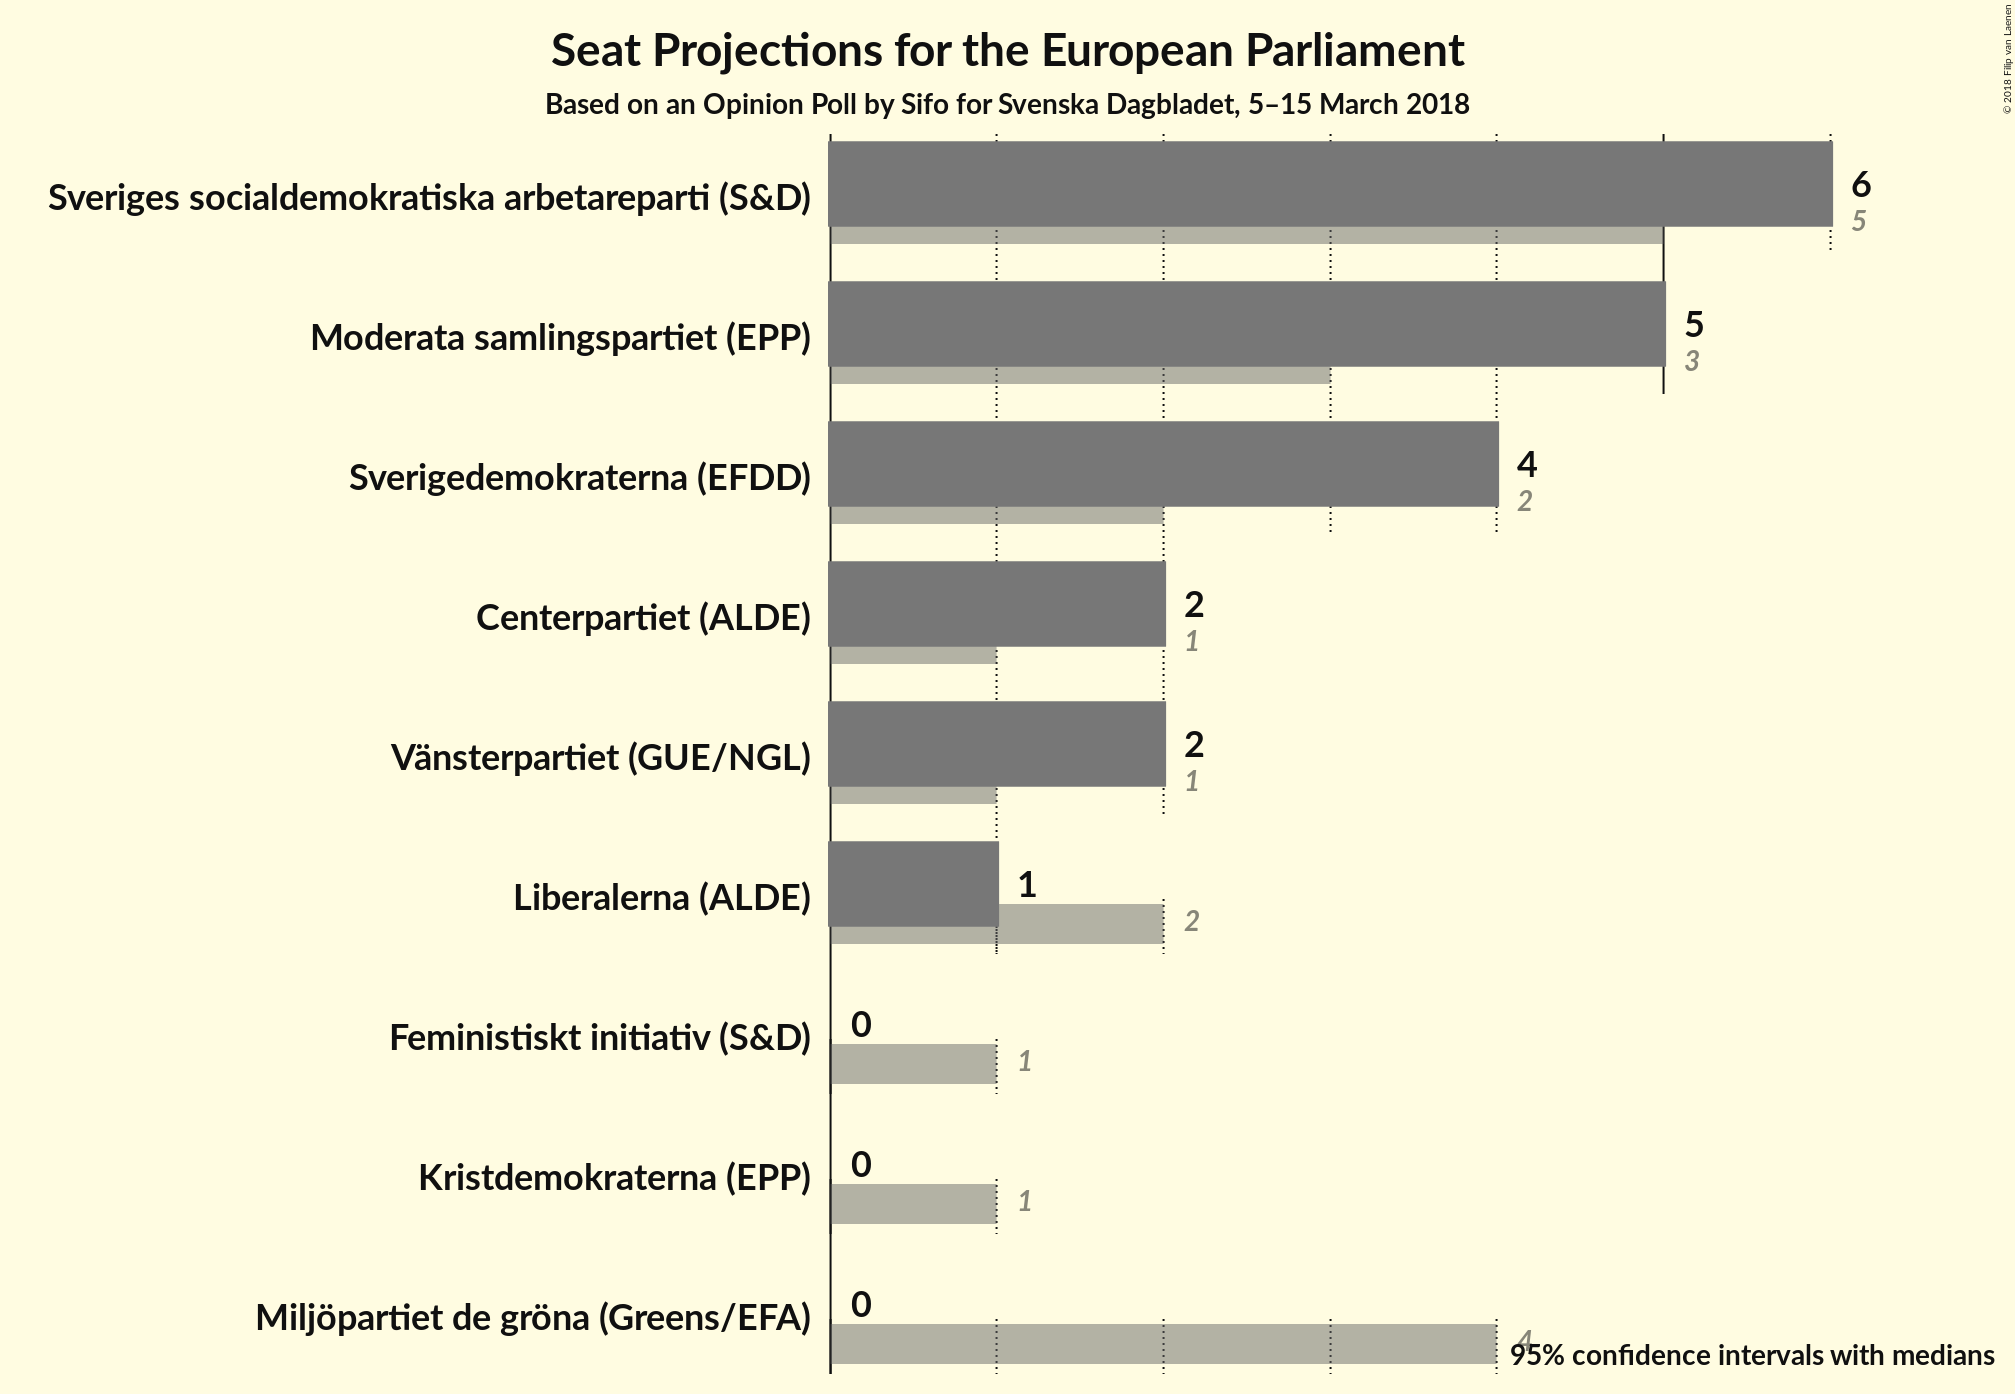 Seat Projections for the European Parliament
Based on an Opinion Poll by Sifo for Svenska Dagbladet, 5–15 March 2018
© 2018 Filip van Laenen
Sveriges socialdemokratiska arbetareparti (S&D)
6
5
Moderata samlingspartiet (EPP)
5
3
Sverigedemokraterna (EFDD)
4
2
Centerpartiet (ALDE)
2
1
Vänsterpartiet (GUE/NGL)
2
1
Liberalerna (ALDE)
1
2
Feministiskt initiativ (S&D)
0
1
Kristdemokraterna (EPP)
0
1
Miljöpartiet de gröna (Greens/EFA)
0
4
95% confidence intervals with medians